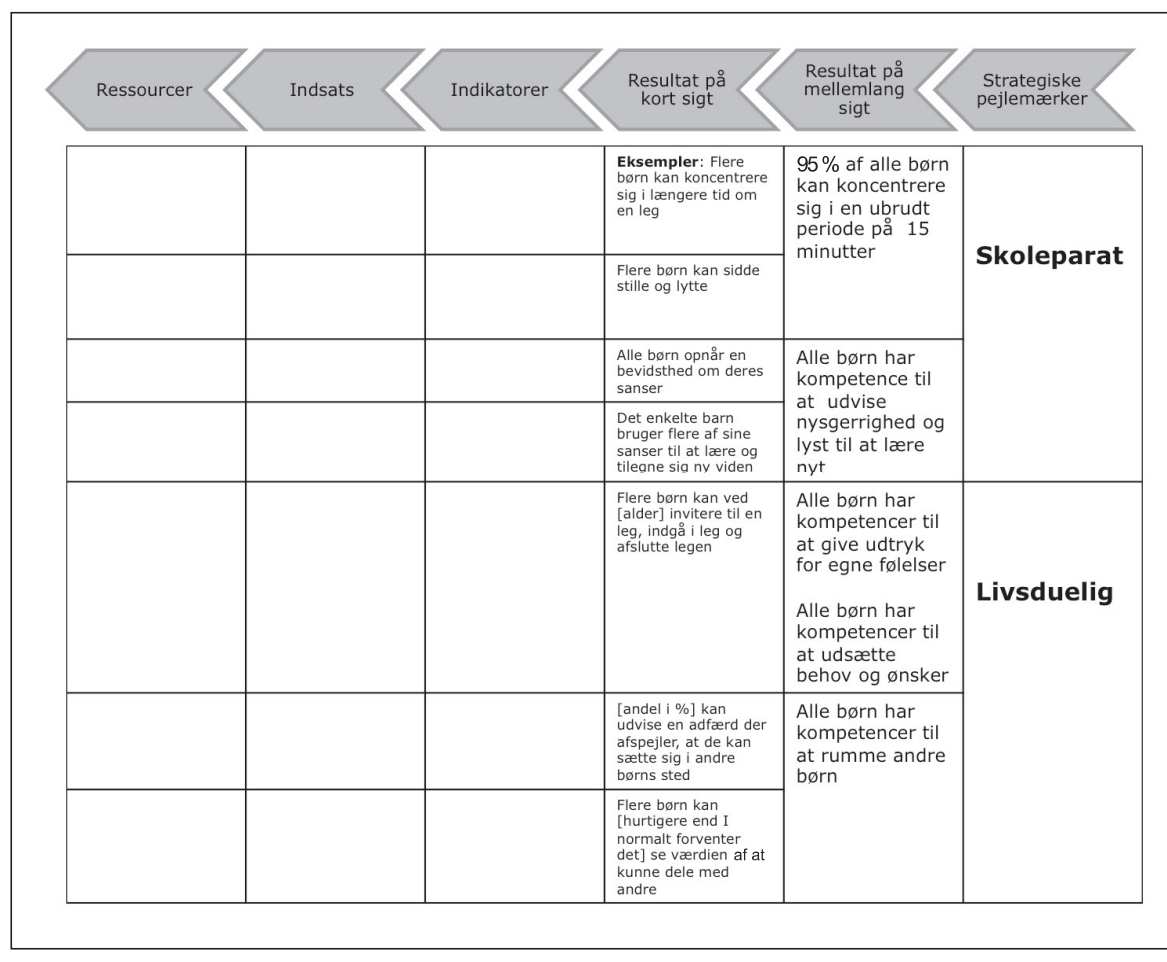 Ressourcer
Indsats
Indikatorer
Resultat på
kort sigt
Resultat på
mellemlang
sigt
Strategiske
pejlemærker
Eksempler: Flere
børn kan koncentrere
sig i længere tid om
en leg
95 % af alle børn
kan koncentrere
sig i en ubrudt
periode på 15
minutter
Skoleparat
Flere børn kan sidde
stille og lytte
Alle børn opnår en
bevidsthed om deres
sanser
Alle børn har
kompetence til
at udvise
nysgerrighed og
lyst til at lære
nyt
Det enkelte barn
bruger flere af sine
sanser til at lære og
tilegne sig ny viden
Flere børn kan ved
[alder] invitere til en
leg, indgå i leg og
afslutte legen
Alle børn har
kompetencer til
at give udtryk
for egne følelser
Alle børn har
kompetencer til
at udsætte
behov og ønsker
Livsduelig
[andel i %] kan
udvise en adfærd der
afspejler, at de kan
sætte sig i andre
børns sted
Alle børn har
kompetencer til
at rumme andre
børn
Flere børn kan
[hurtigere end I
normalt forventer
det] se værdien af at
kunne dele med
andre